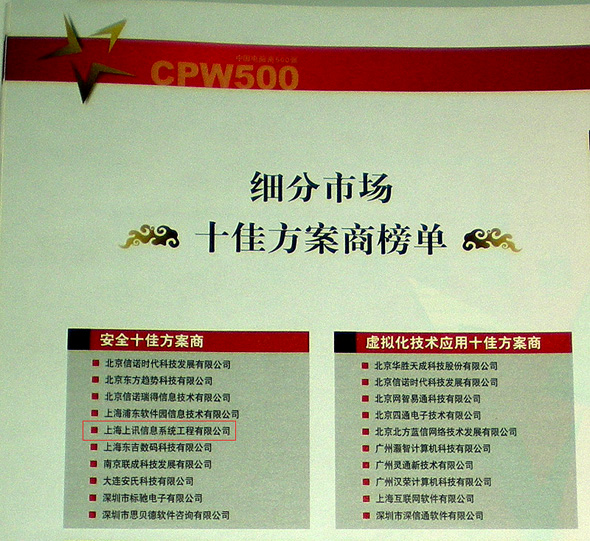 中国电脑商500强
CPW500
细分市场
十佳方案商榜单
安全十佳方案商
北京信诺时代科技发展有限公司
北京东方趋势科技有限公司
北京信诺瑞得信息技术有限公司
上海浦东软件园信息技术有限公司
上海上讯信息系统工程有限公司
上海东吉数码科技有限公司
南京联成科技发展有限公司
大连安氏科技有限公司
深圳市标驰电子有限公司
深圳市思贝德软件咨询有限公司
虚拟化技术应用十佳方案商
北京华胜天成科技股份有限公司
北京信诺时代科技发展有限公司
北京网智易通科技有限公司
北京四通电子技术有限公司
北京北方蓝信网络技术发展有限公司
广州灏智计算机科技有限公司
广州灵通新技术有限公司
广州汉荣计算机科技有限公司
上海互联网软件有限公司
深圳市深信通软件有限公司